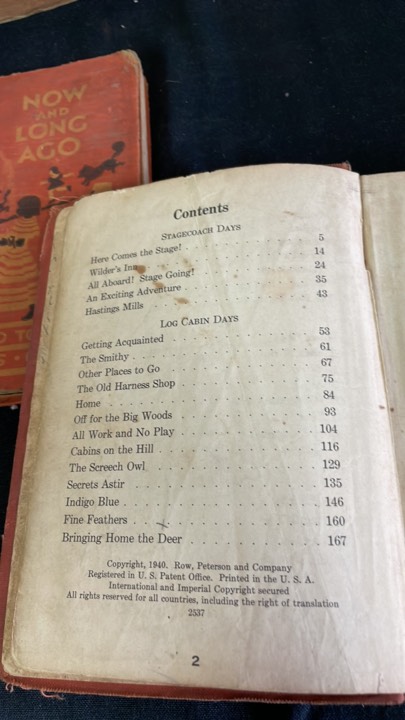 NOW
AND
LONG
AGO
Contents
STAGECOACH DAYS
Here Comes the Stage! 5
Wilder's Inn 14
All Aboard! Stage Going! 24
An Exciting Adventure 35
Hastings Mills 43
LOG CABIN DAYS
Getting Acquainted 53
The Smithy 61
Other Places to Go 67
The Old Harness Shop 75
Home 84
Off for the Big Woods 93
All Work and No Play 104
Cabins on the Hill 116
The Screech Owl 129
Secrets Astir 135
Indigo Blue 146
Fine Feathers 160
Bringing Home the Deer 167
Copyright, 1940. Row, Peterson and Company
Registered in U. S. Patent Office. Printed in the U. S. A.
International and Imperial Copyright secured
All rights reserved for all countries, including the right of translation
2537
2